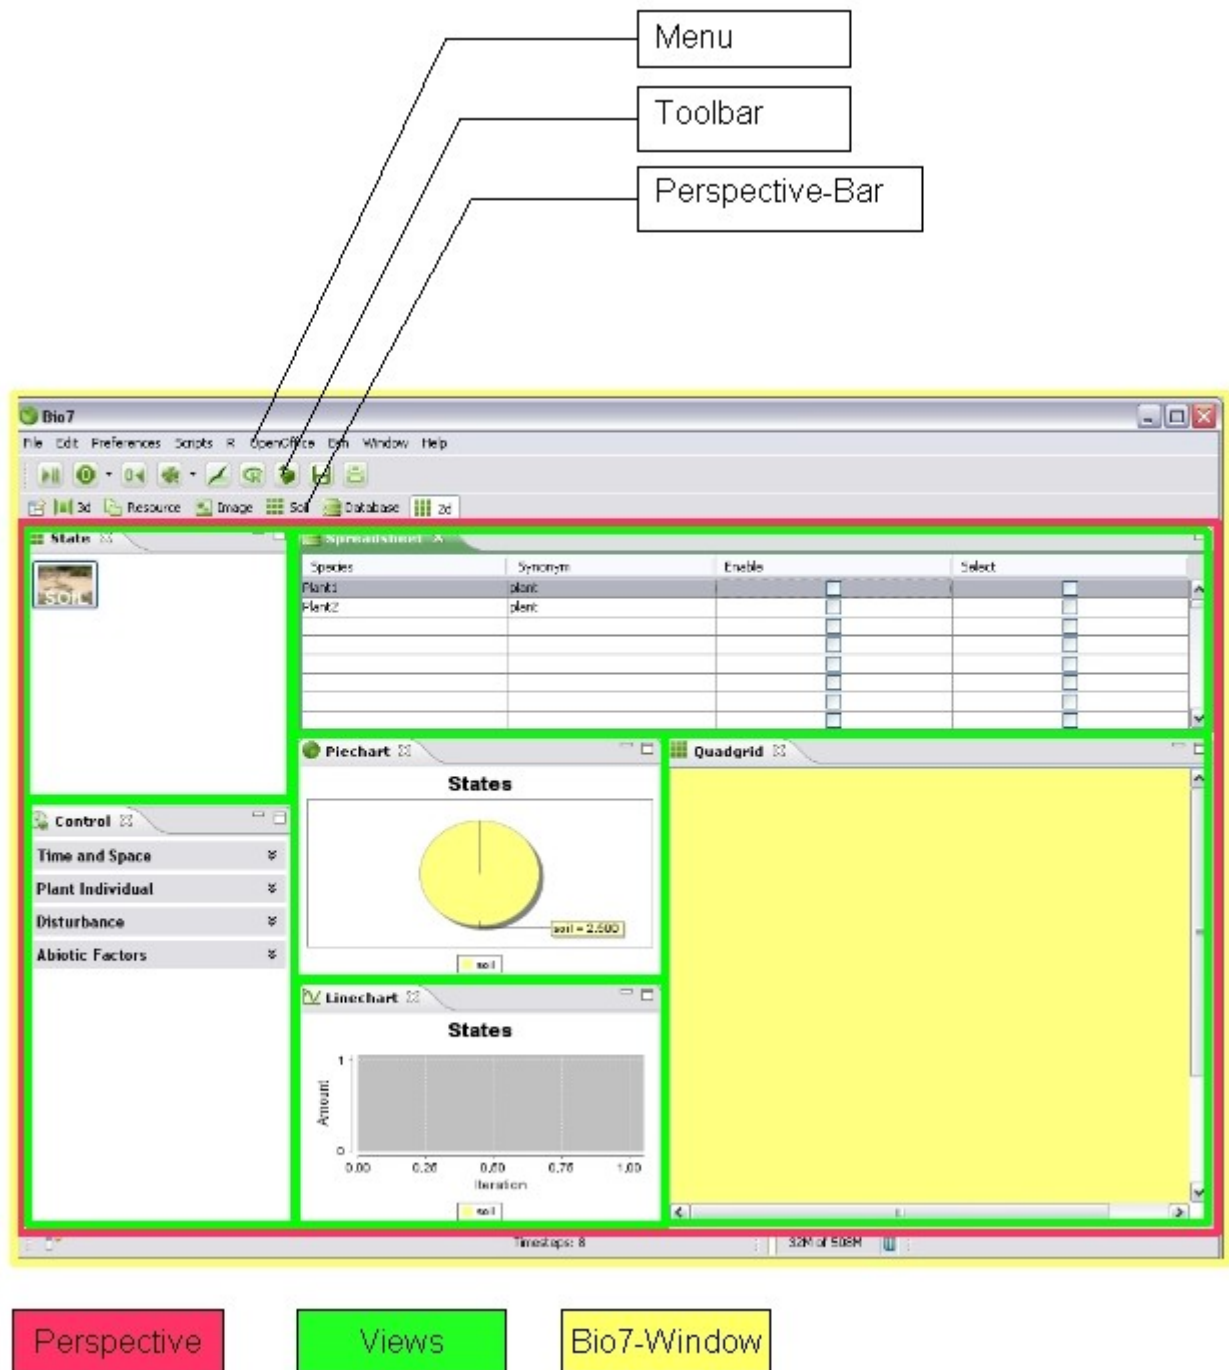 Menu
Toolbar
Perspective-Bar
Bio7
File Edit Preferences Scripts R OpenOffice Window Help
3d Resource Image Soil Database 2d
State
SOIL
Spreadsheet
Species Synonym Enable Select
Plant1 plant
Plant2 plant
Piechart
States
soil = 2.500
soil
Quadgrid
Control
Time and Space
Plant Individual
Disturbance
Abiotic Factors
Linechart
States
1
Amount
0
0.00 0.25 0.50 0.75 1.00
Iteration
soil
Timesteps: 8 32M of 508M
Perspective Views Bio7-Window